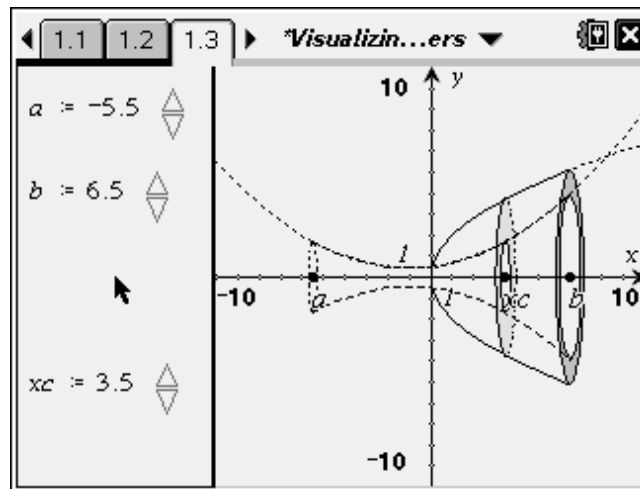 1.1 1.2 1.3 *Visualizin...ers
a := -5.5
b := 6.5
xc := 3.5
10 y
1
x
-10 a 1 xc b 10
-10